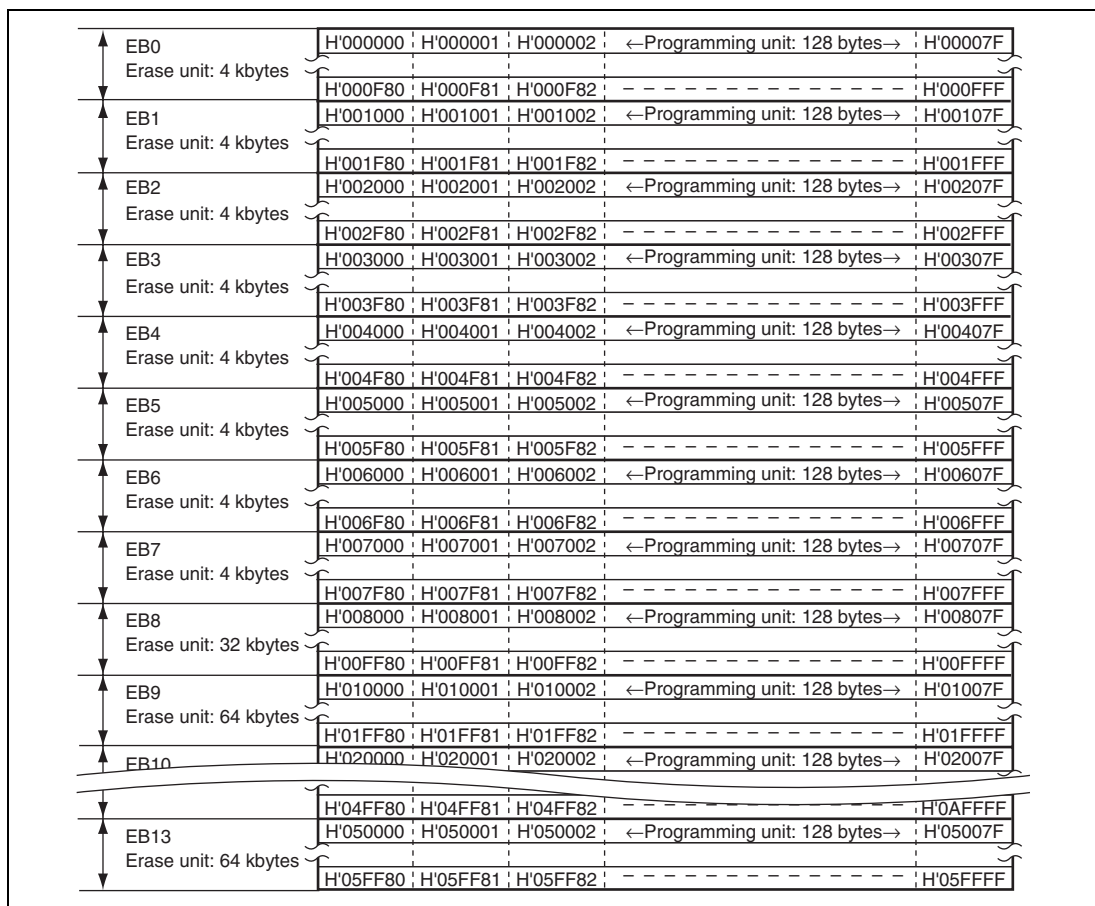 EB0 H'000000 H'000001 H'000002 ←Programming unit: 128 bytes→ H'00007F
Erase unit: 4 kbytes
H'000F80 H'000F81 H'000F82 – – – – – – – – – – – – – – H'000FFF
EB1 H'001000 H'001001 H'001002 ←Programming unit: 128 bytes→ H'00107F
Erase unit: 4 kbytes
H'001F80 H'001F81 H'001F82 – – – – – – – – – – – – – – H'001FFF
EB2 H'002000 H'002001 H'002002 ←Programming unit: 128 bytes→ H'00207F
Erase unit: 4 kbytes
H'002F80 H'002F81 H'002F82 – – – – – – – – – – – – – – H'002FFF
EB3 H'003000 H'003001 H'003002 ←Programming unit: 128 bytes→ H'00307F
Erase unit: 4 kbytes
H'003F80 H'003F81 H'003F82 – – – – – – – – – – – – – – H'003FFF
EB4 H'004000 H'004001 H'004002 ←Programming unit: 128 bytes→ H'00407F
Erase unit: 4 kbytes
H'004F80 H'004F81 H'004F82 – – – – – – – – – – – – – – H'004FFF
EB5 H'005000 H'005001 H'005002 ←Programming unit: 128 bytes→ H'00507F
Erase unit: 4 kbytes
H'005F80 H'005F81 H'005F82 – – – – – – – – – – – – – – H'005FFF
EB6 H'006000 H'006001 H'006002 ←Programming unit: 128 bytes→ H'00607F
Erase unit: 4 kbytes
H'006F80 H'006F81 H'006F82 – – – – – – – – – – – – – – H'006FFF
EB7 H'007000 H'007001 H'007002 ←Programming unit: 128 bytes→ H'00707F
Erase unit: 4 kbytes
H'007F80 H'007F81 H'007F82 – – – – – – – – – – – – – – H'007FFF
EB8 H'008000 H'008001 H'008002 ←Programming unit: 128 bytes→ H'00807F
Erase unit: 32 kbytes
H'00FF80 H'00FF81 H'00FF82 – – – – – – – – – – – – – – H'00FFFF
EB9 H'010000 H'010001 H'010002 ←Programming unit: 128 bytes→ H'01007F
Erase unit: 64 kbytes
H'01FF80 H'01FF81 H'01FF82 – – – – – – – – – – – – – – H'01FFFF
EB10 H'020000 H'020001 H'020002 ←Programming unit: 128 bytes→ H'02007F
H'04FF80 H'04FF81 H'04FF82 – – – – – – – – – – – – – – H'0AFFFF
EB13 H'050000 H'050001 H'050002 ←Programming unit: 128 bytes→ H'05007F
Erase unit: 64 kbytes
H'05FF80 H'05FF81 H'05FF82 – – – – – – – – – – – – – – H'05FFFF